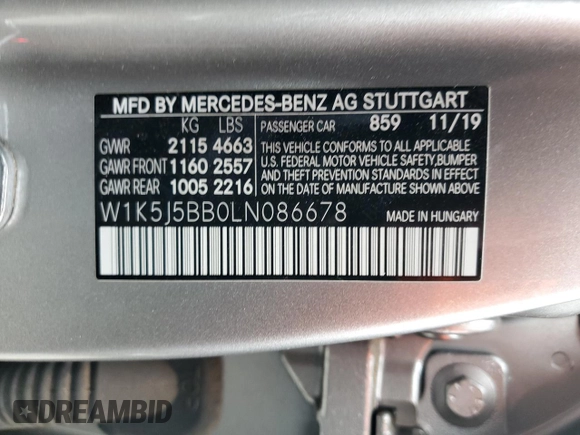 MFD BY MERCEDES-BENZ AG STUTTGART
KG LBS PASSENGER CAR 859 11/19
GVWR 2115 4663
GAWR FRONT 1160 2557
GAWR REAR 1005 2216
THIS VEHICLE CONFORMS TO ALL APPLICABLE
U.S. FEDERAL MOTOR VEHICLE SAFETY,BUMPER
AND THEFT PREVENTION STANDARDS IN EFFECT
ON THE DATE OF MANUFACTURE SHOWN ABOVE.
W1K5J5BB0LN086678 MADE IN HUNGARY
DREAMBID